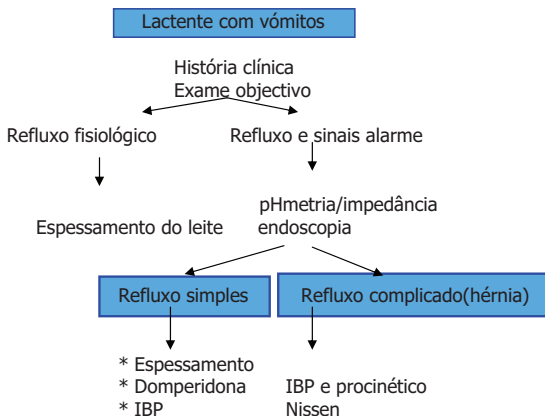 Lactente com vómitos
História clínica
Exame objectivo
Refluxo fisiológico
Refluxo e sinais alarme
Espessamento do leite
pHmetria/impedância
endoscopia
Refluxo simples
Refluxo complicado(hérnia)
* Espessamento
* Domperidona
* IBP
IBP e procinético
Nissen